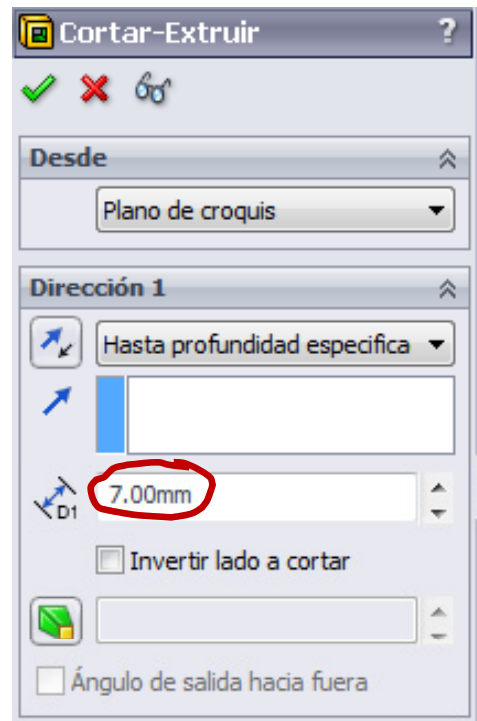 Cortar-Extruir ?
Desde
Plano de croquis
Dirección 1
Hasta profundidad especifica
D1 7.00mm
Invertir lado a cortar
Ángulo de salida hacia fuera